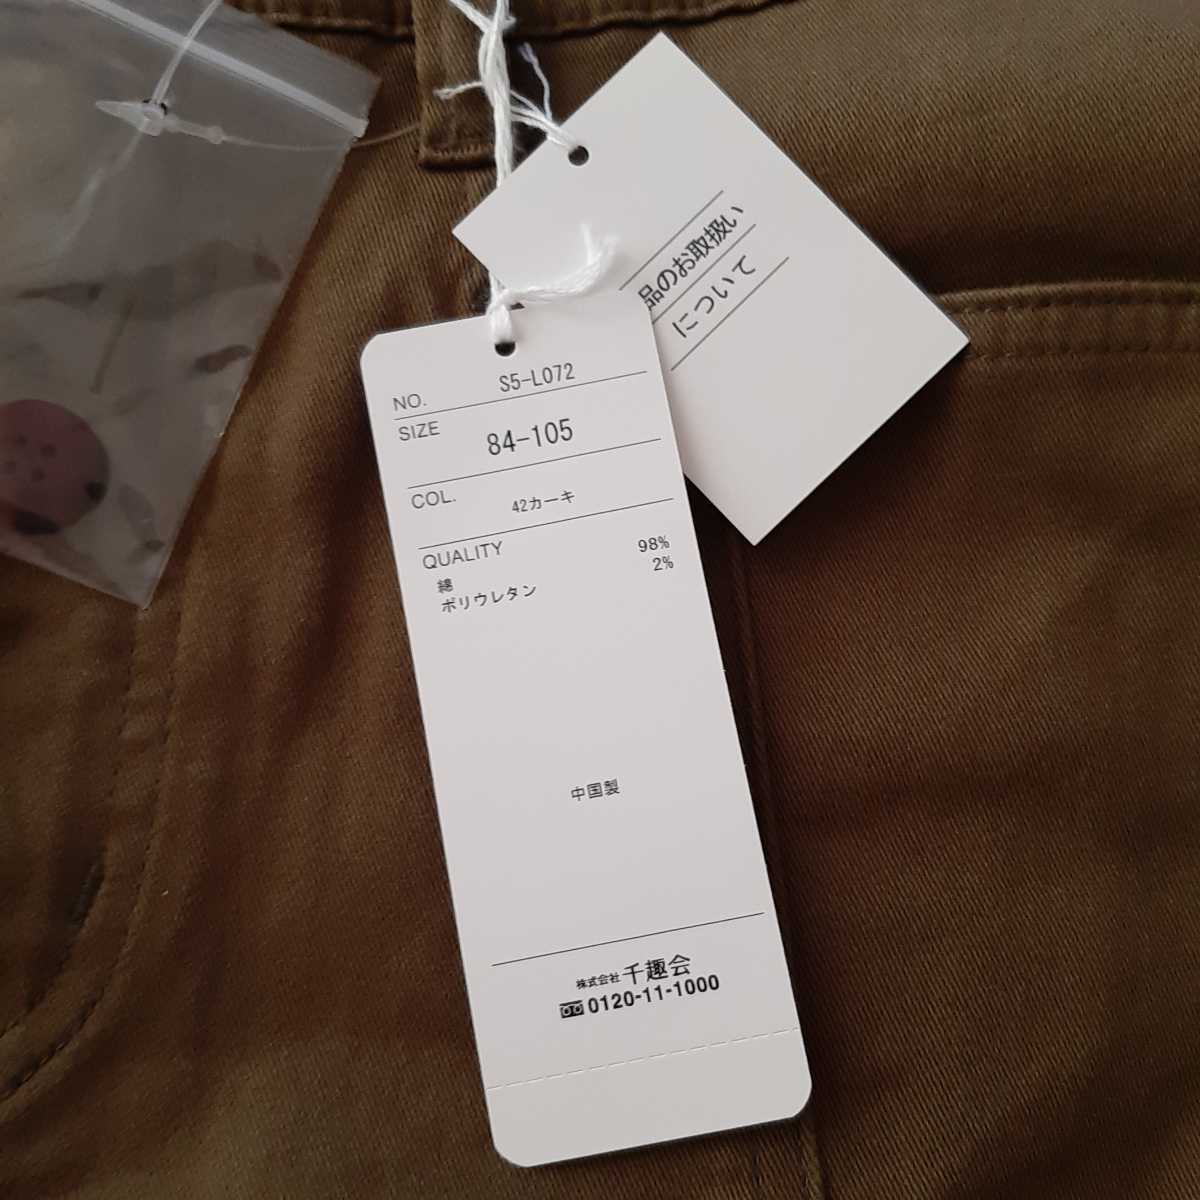 品のお取扱い
について
NO. S5-L072
SIZE 84-105
COL. 42カーキ
QUALITY
綿 98%
ポリウレタン 2%
中国製
株式会社 千趣会
0120-11-1000